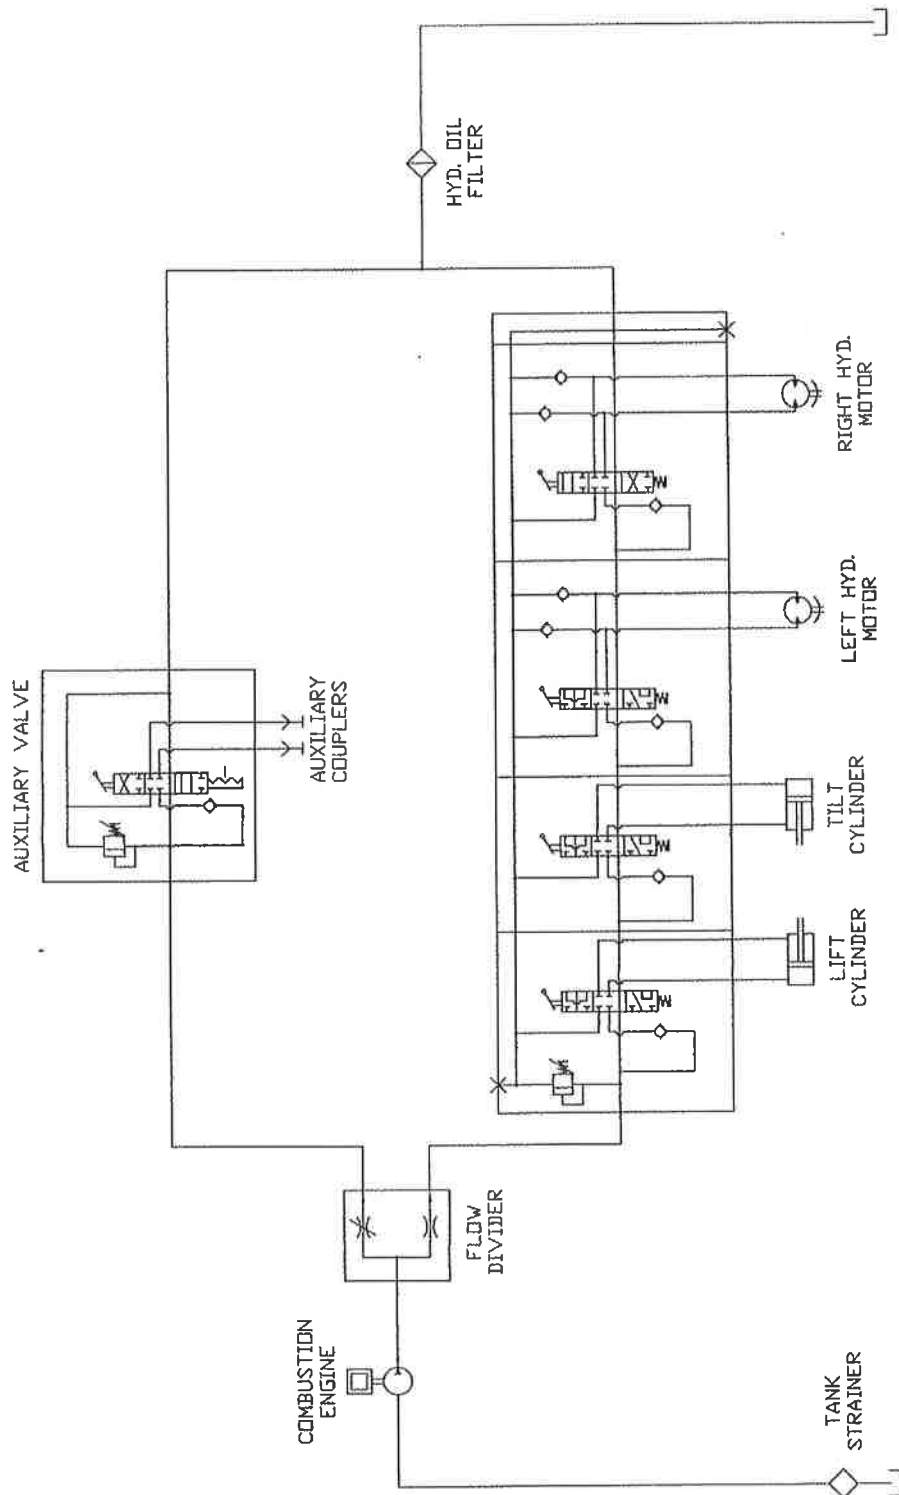 HYD. OIL
FILTER
AUXILIARY VALVE
AUXILIARY
COUPLERS
RIGHT HYD.
MOTOR
LEFT HYD.
MOTOR
TILT
CYLINDER
LIFT
CYLINDER
FLOW
DIVIDER
COMBUSTION
ENGINE
TANK
STRAINER